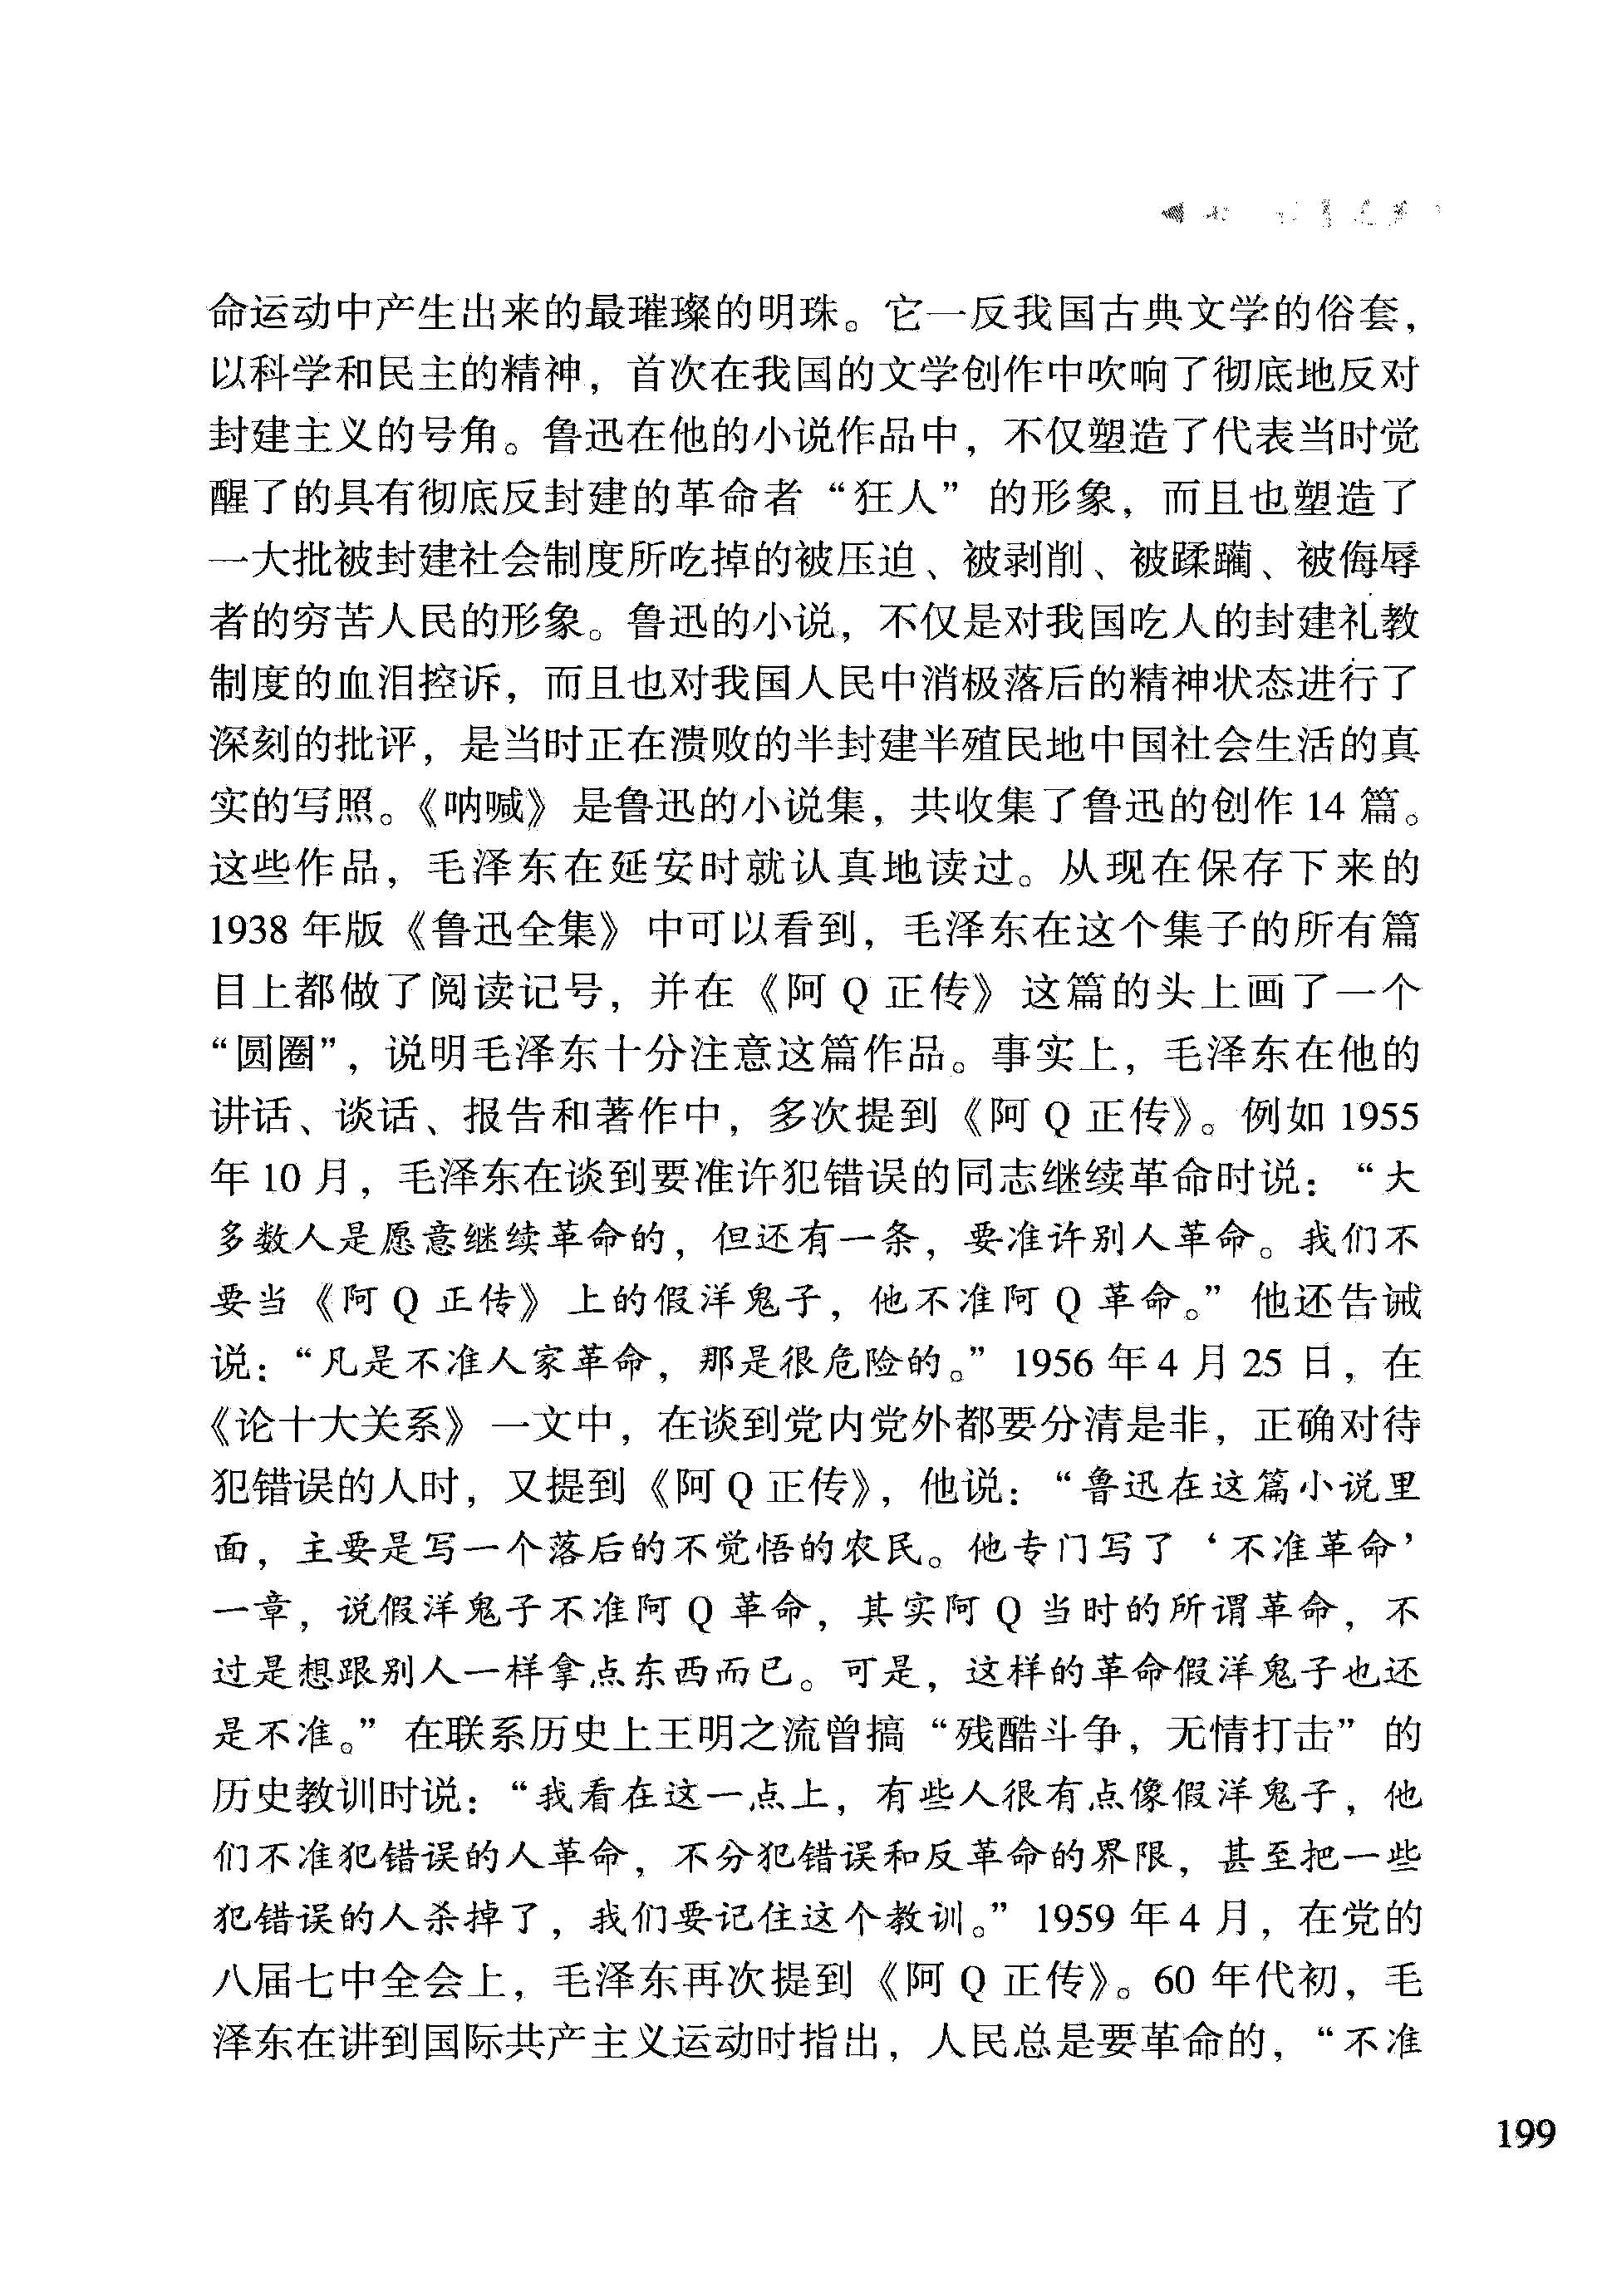 命运动中产生出来的最璀璨的明珠。它一反我国古典文学的俗套，
以科学和民主的精神，首次在我国的文学创作中吹响了彻底地反对
封建主义的号角。鲁迅在他的小说作品中，不仅塑造了代表当时觉
醒了的具有彻底反封建的革命者“狂人”的形象，而且也塑造了
一大批被封建社会制度所吃掉的被压迫、被剥削、被蹂躏、被侮辱
者的穷苦人民的形象。鲁迅的小说，不仅是对我国吃人的封建礼教
制度的血泪控诉，而且也对我国人民中消极落后的精神状态进行了
深刻的批评，是当时正在溃败的半封建半殖民地中国社会生活的真
实的写照。《呐喊》是鲁迅的小说集，共收集了鲁迅的创作 14 篇。
这些作品，毛泽东在延安时就认真地读过。从现在保存下来的
1938 年版《鲁迅全集》中可以看到，毛泽东在这个集子的所有篇
目上都做了阅读记号，并在《阿 Q 正传》这篇的头上画了一个
“圆圈”，说明毛泽东十分注意这篇作品。事实上，毛泽东在他的
讲话、谈话、报告和著作中，多次提到《阿 Q 正传》。例如 1955
年 10 月，毛泽东在谈到要准许犯错误的同志继续革命时说：“大
多数人是愿意继续革命的，但还有一条，要准许别人革命。我们不
要当《阿 Q 正传》上的假洋鬼子，他不准阿 Q 革命。”他还告诫
说：“凡是不准人家革命，那是很危险的。”1956 年 4 月 25 日，在
《论十大关系》一文中，在谈到党内党外都要分清是非，正确对待
犯错误的人时，又提到《阿 Q 正传》，他说：“鲁迅在这篇小说里
面，主要是写一个落后的不觉悟的农民。他专门写了‘不准革命’
一章，说假洋鬼子不准阿 Q 革命，其实阿 Q 当时的所谓革命，不
过是想跟别人一样拿点东西而已。可是，这样的革命假洋鬼子也还
是不准。”在联系历史上王明之流曾搞“残酷斗争，无情打击”的
历史教训时说：“我看在这一点上，有些人很有点像假洋鬼子，他
们不准犯错误的人革命，不分犯错误和反革命的界限，甚至把一些
犯错误的人杀掉了，我们要记住这个教训。”1959 年 4 月，在党的
八届七中全会上，毛泽东再次提到《阿 Q 正传》。60 年代初，毛
泽东在讲到国际共产主义运动时指出，人民总是要革命的，“不准
199